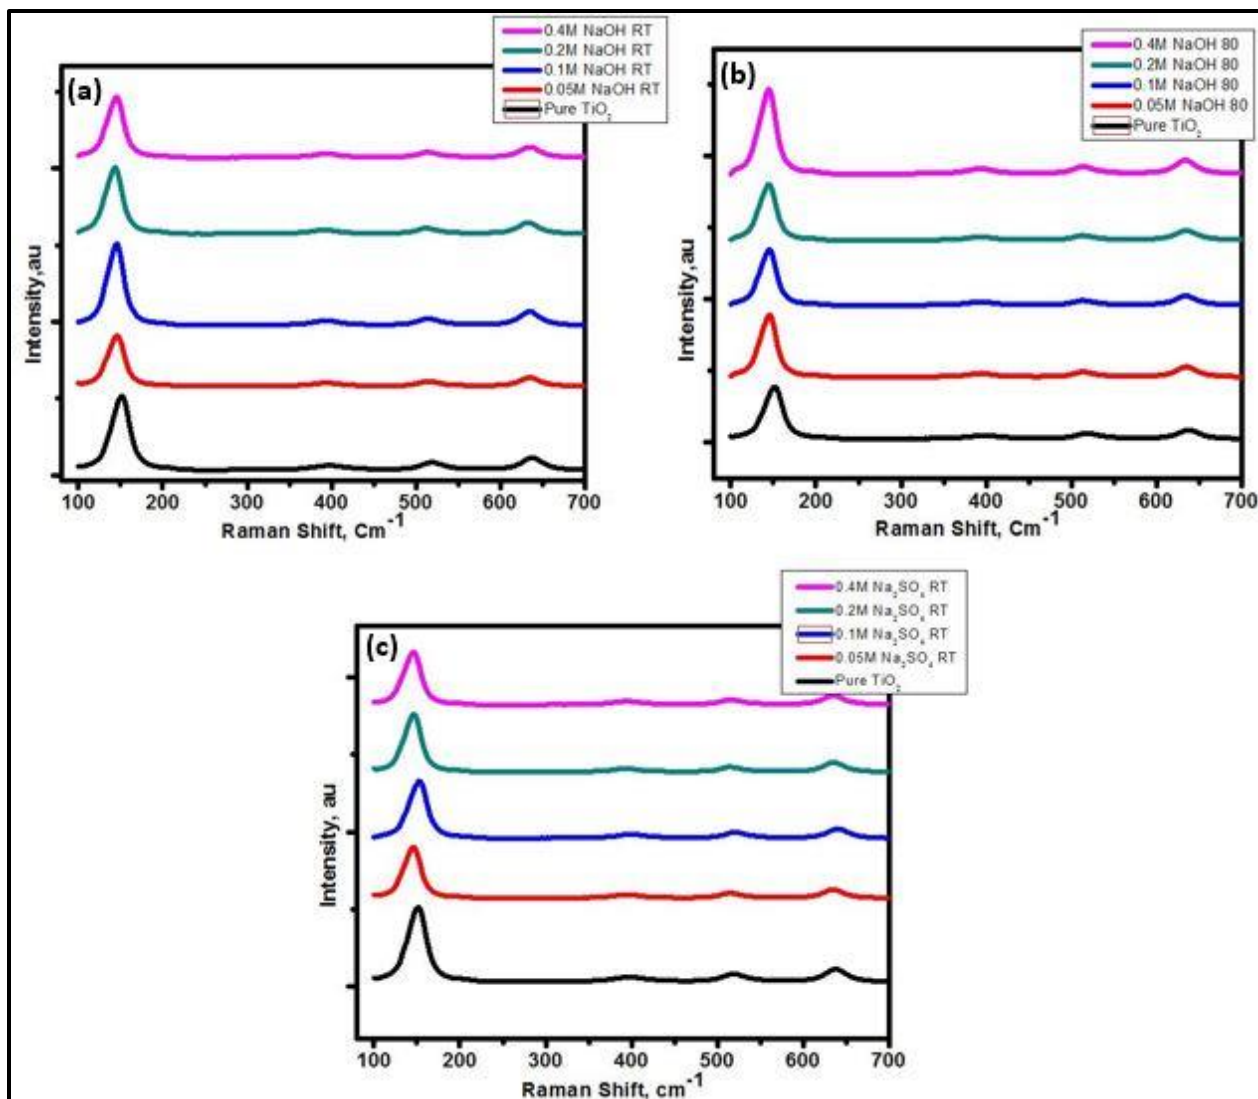 0.4M NaOH RT
0.2M NaOH RT
0.1M NaOH RT
0.05M NaOH RT
Pure TiO₂
(a)
Intensity,au
100 200 300 400 500 600 700
Raman Shift, Cm⁻¹
0.4M NaOH 80
0.2M NaOH 80
0.1M NaOH 80
0.05M NaOH 80
Pure TiO₂
(b)
Intensity,au
100 200 300 400 500 600 700
Raman Shift, Cm⁻¹
0.4M Na₂SO₄ RT
0.2M Na₂SO₄ RT
0.1M Na₂SO₄ RT
0.05M Na₂SO₄ RT
Pure TiO₂
(c)
Intensity, au
100 200 300 400 500 600 700
Raman Shift, cm⁻¹